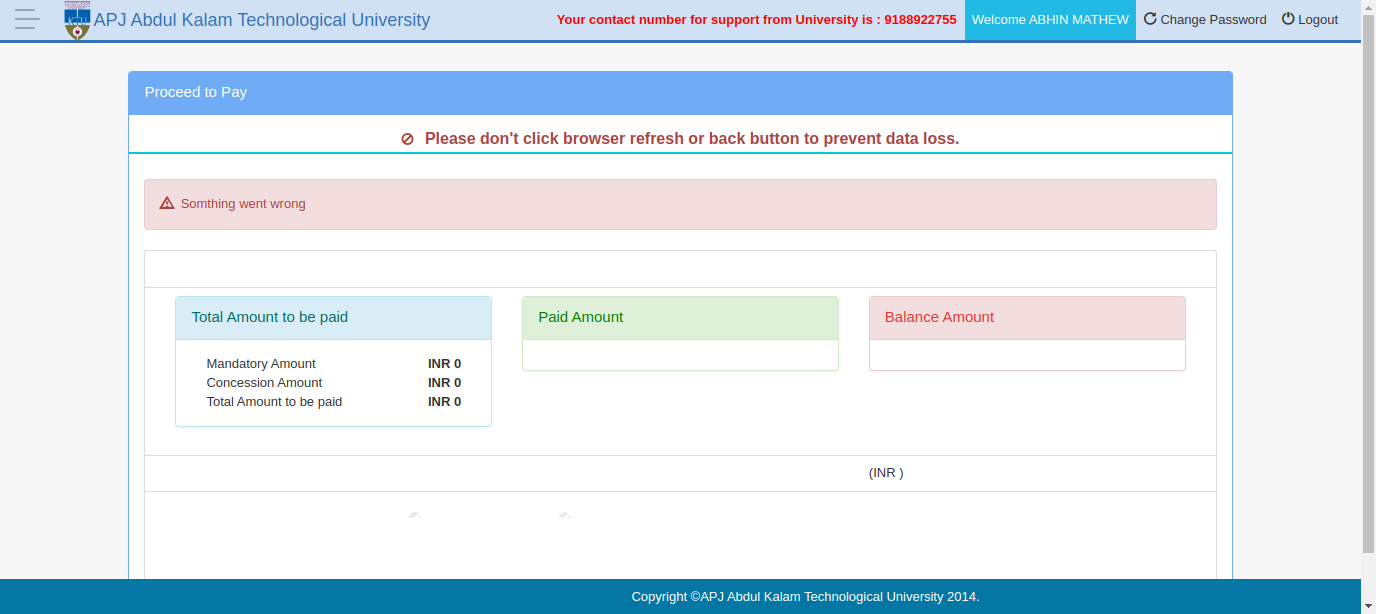 APJ Abdul Kalam Technological University
Your contact number for support from University is : 9188922755
Welcome ABHIN MATHEW
Change Password
Logout
Proceed to Pay
Please don't click browser refresh or back button to prevent data loss.
Somthing went wrong
Total Amount to be paid
Mandatory Amount INR 0
Concession Amount INR 0
Total Amount to be paid INR 0
Paid Amount
Balance Amount
(INR )
Copyright ©APJ Abdul Kalam Technological University 2014.